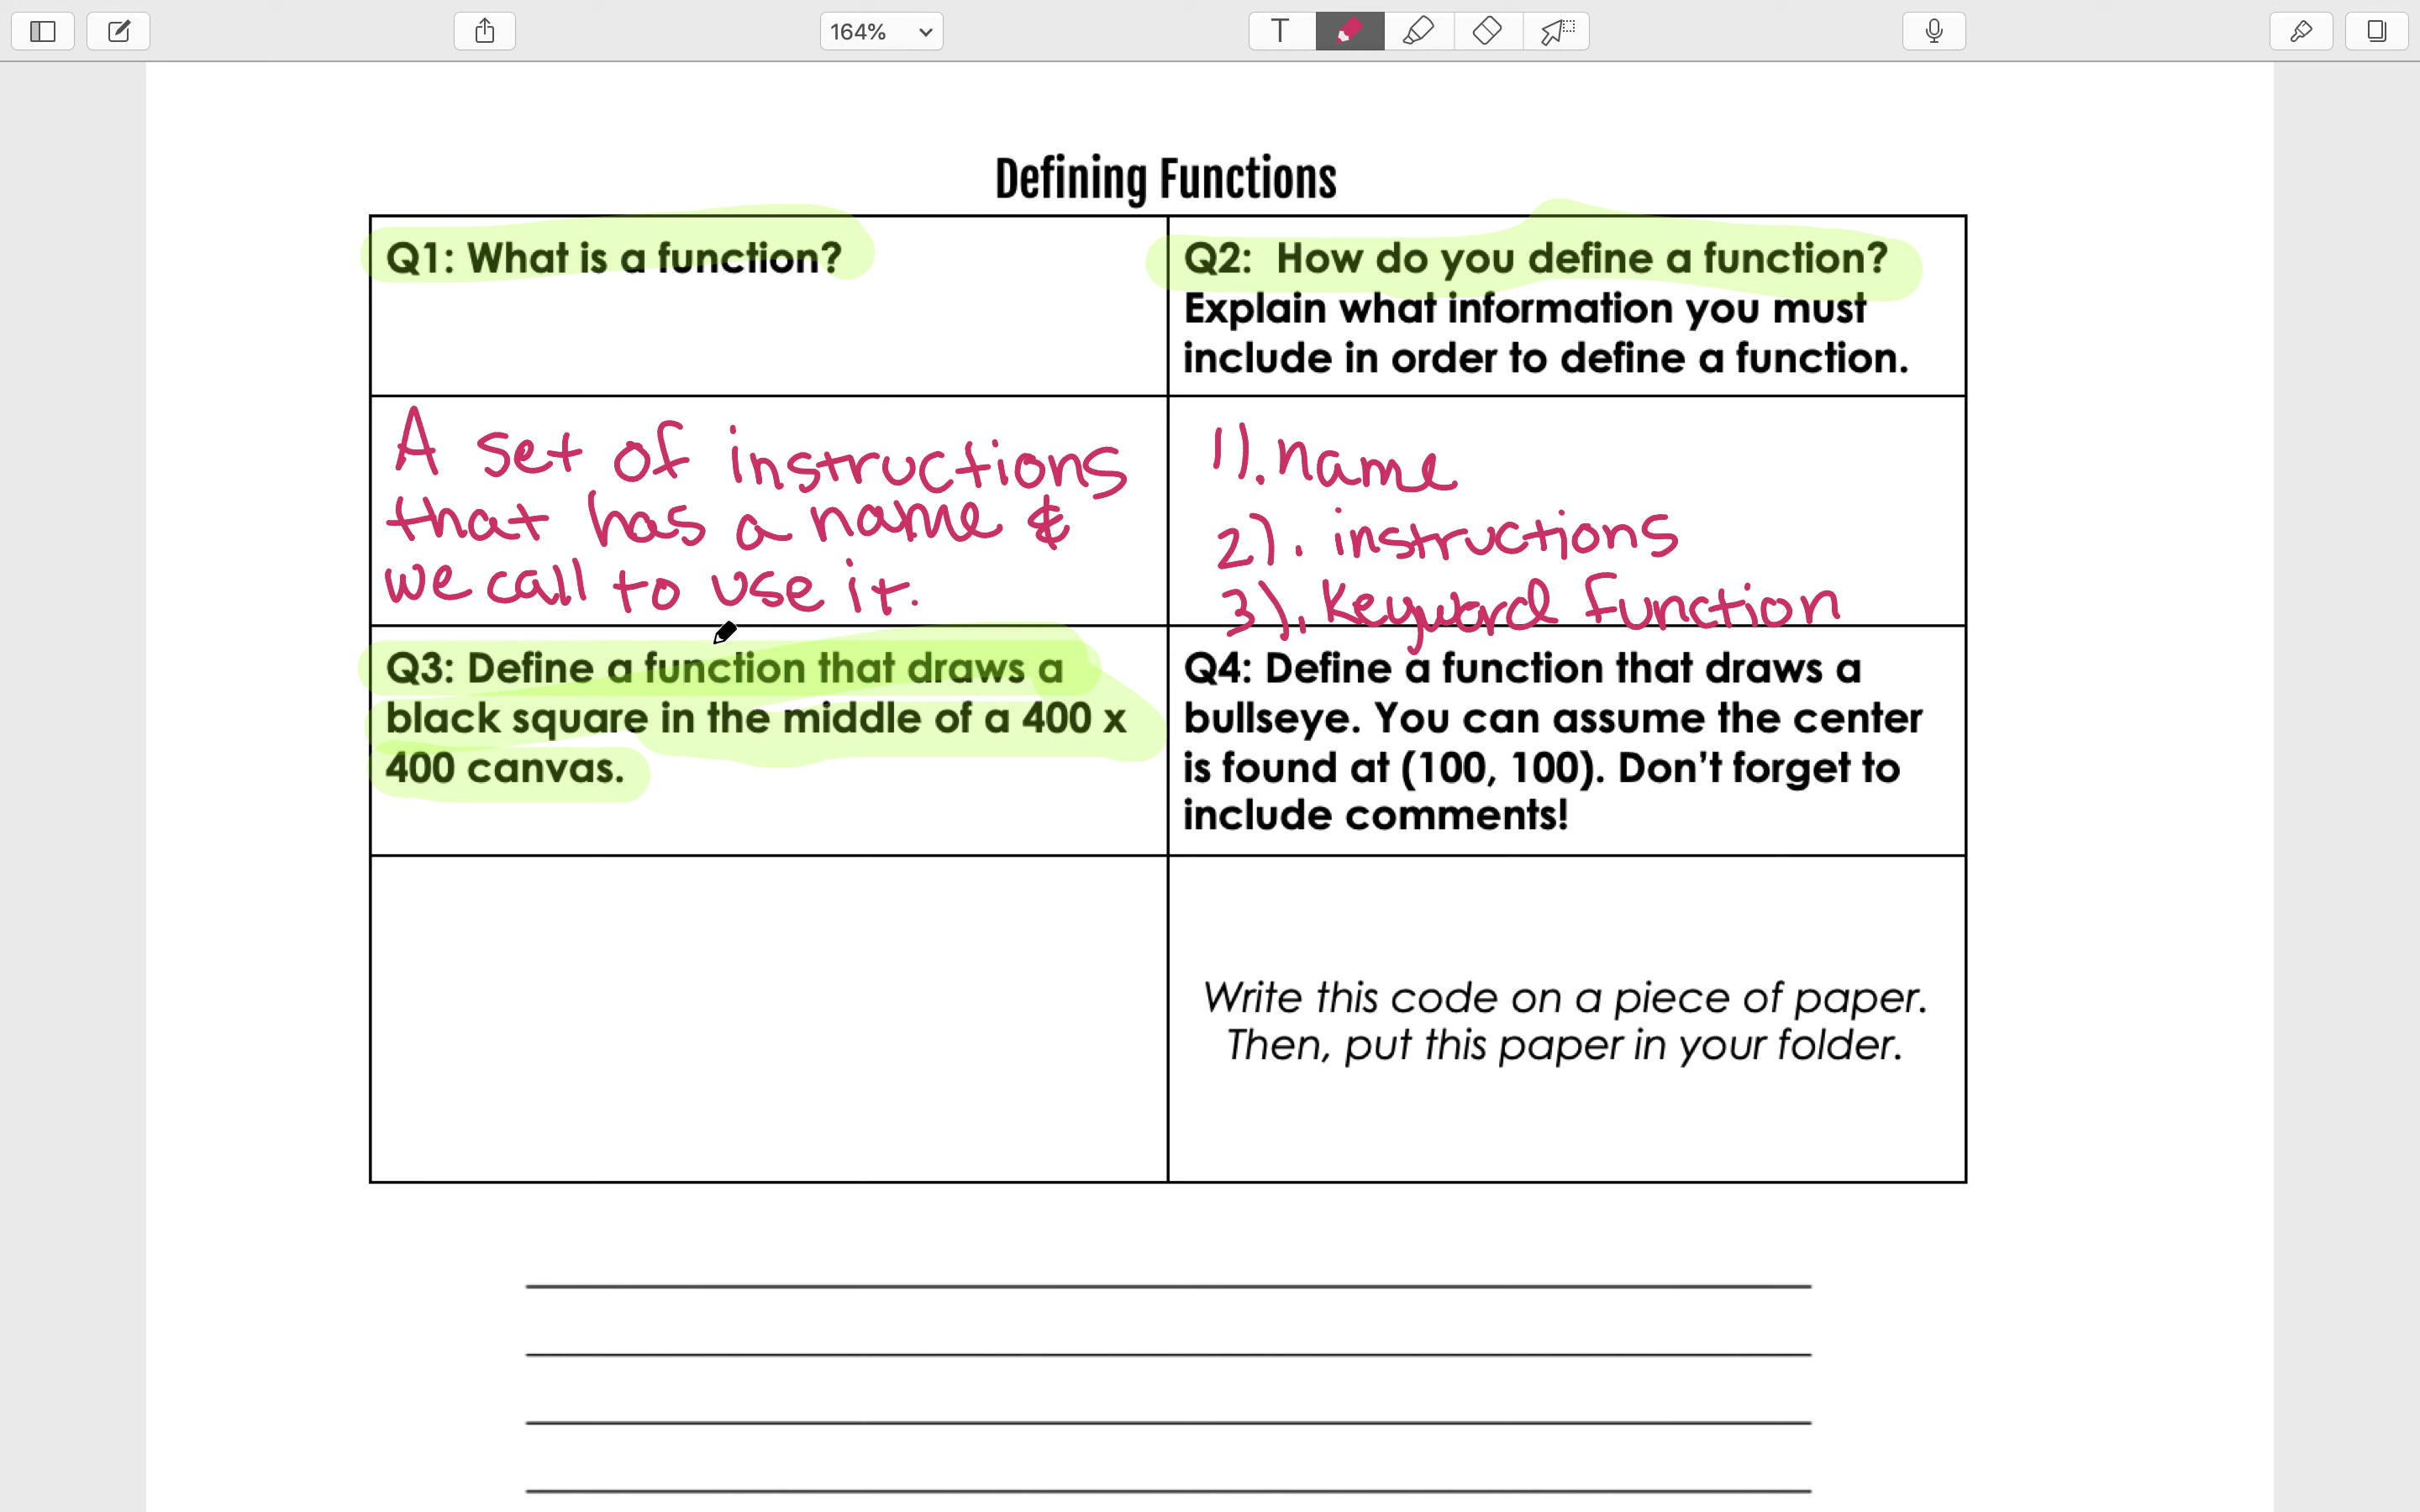 164%
T
Defining Functions
Q1: What is a function?
Q2: How do you define a function?
Explain what information you must
include in order to define a function.
A set of instructions
that has a name &
we call to use it.
1). name
2). instructions
3). Keyword function
Q3: Define a function that draws a
black square in the middle of a 400 x
400 canvas.
Q4: Define a function that draws a
bullseye. You can assume the center
is found at (100, 100). Don't forget to
include comments!
Write this code on a piece of paper.
Then, put this paper in your folder.